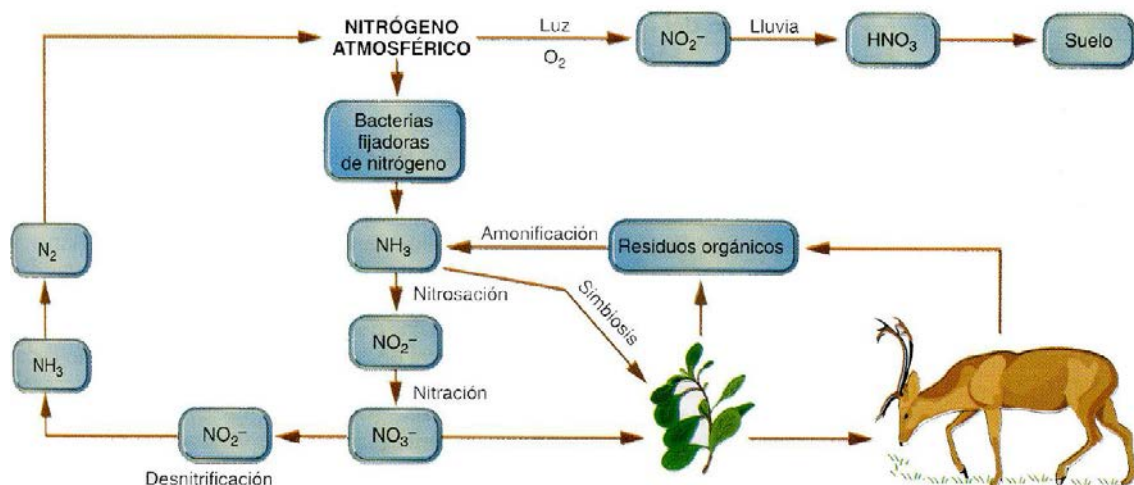 NITRÓGENO
ATMOSFÉRICO
Luz
O₂
NO₂⁻
Lluvia
HNO₃
Suelo
Bacterias
fijadoras
de nitrógeno
N₂
NH₃
Amonificación
Residuos orgánicos
Nitrosación
Simbiosis
NH₃
NO₂⁻
Nitración
NO₂⁻
NO₃⁻
Desnitrificación